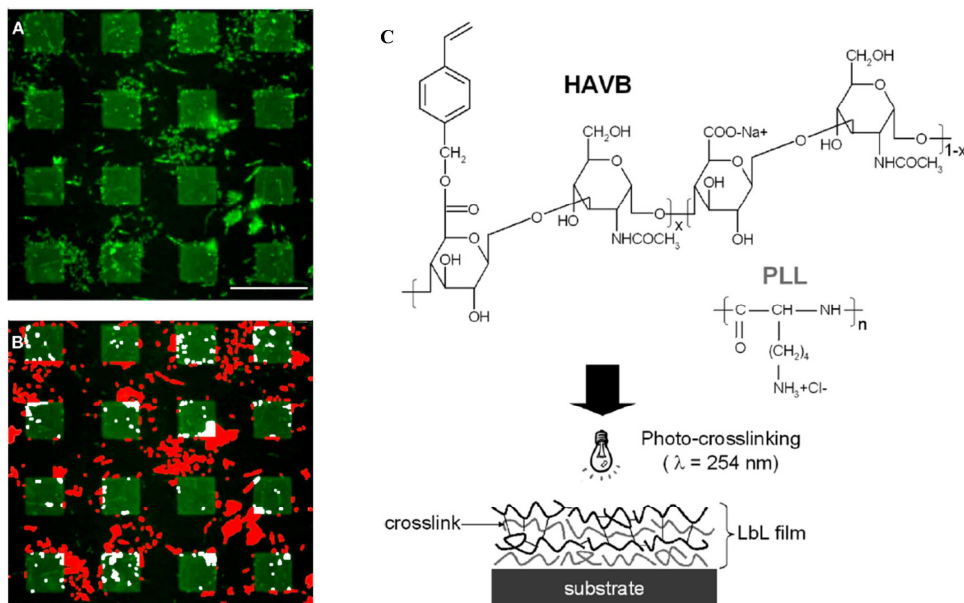 A
B
C
HAVB
CH₂
O
O
O
OH
OH
O
CH₂OH
O
HO
NHCOCH₃
O
x
COO-Na+
O
OH
OH
O
CH₂OH
O
HO
NHCOCH₃
O
1-x
PLL
C
CH
NH
n
O
(CH₂)₄
NH₃+Cl-
Photo-crosslinking
( λ = 254 nm)
crosslink
LbL film
substrate